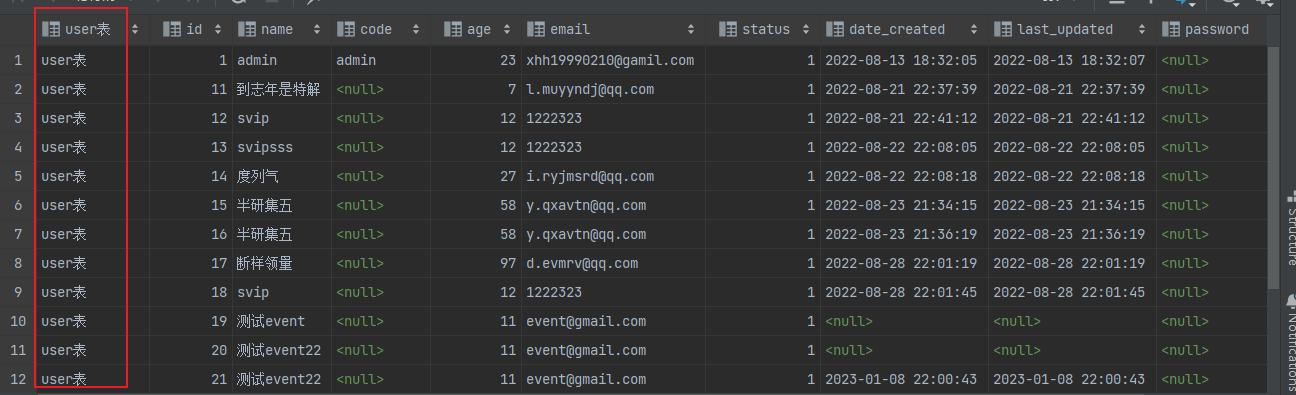 user表 id name code age email status date_created last_updated password
1 user表 1 admin admin 23 xhh19990210@gamil.com 1 2022-08-13 18:32:05 2022-08-13 18:32:07 <null>
2 user表 11 到志年是特解 <null> 7 l.muyyndj@qq.com 1 2022-08-21 22:37:39 2022-08-21 22:37:39 <null>
3 user表 12 svip <null> 12 1222323 1 2022-08-21 22:41:12 2022-08-21 22:41:12 <null>
4 user表 13 svipsss <null> 12 1222323 1 2022-08-22 22:08:05 2022-08-22 22:08:05 <null>
5 user表 14 度列气 <null> 27 i.ryjmsrd@qq.com 1 2022-08-22 22:08:18 2022-08-22 22:08:18 <null>
6 user表 15 半研集五 <null> 58 y.qxavtn@qq.com 1 2022-08-23 21:34:15 2022-08-23 21:34:15 <null>
7 user表 16 半研集五 <null> 58 y.qxavtn@qq.com 1 2022-08-23 21:36:19 2022-08-23 21:36:19 <null>
8 user表 17 断样领量 <null> 97 d.evmrv@qq.com 1 2022-08-28 22:01:19 2022-08-28 22:01:19 <null>
9 user表 18 svip <null> 12 1222323 1 2022-08-28 22:01:45 2022-08-28 22:01:45 <null>
10 user表 19 测试event <null> 11 event@gmail.com 1 <null> <null> <null>
11 user表 20 测试event22 <null> 11 event@gmail.com 1 <null> <null> <null>
12 user表 21 测试event22 <null> 11 event@gmail.com 1 2023-01-08 22:00:43 2023-01-08 22:00:43 <null>
Structure
Notifications